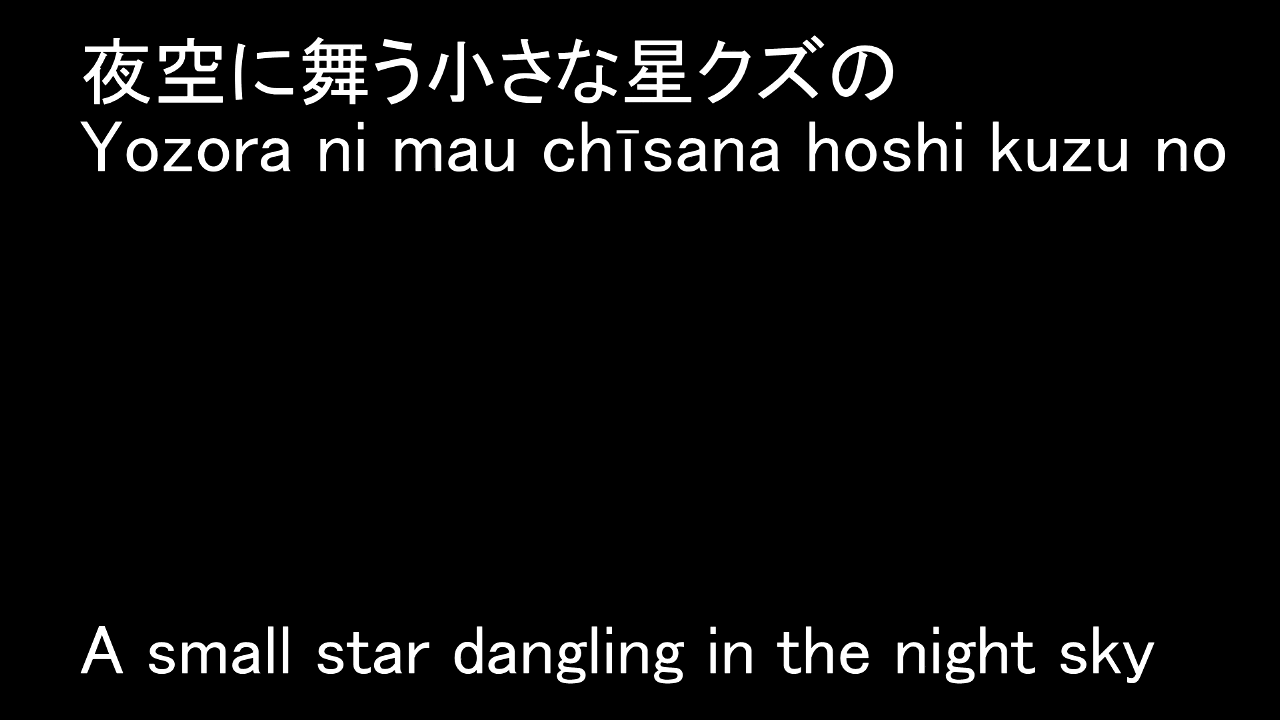 夜空に舞う小さな星クズの
Yozora ni mau chīsana hoshi kuzu no
A small star dangling in the night sky